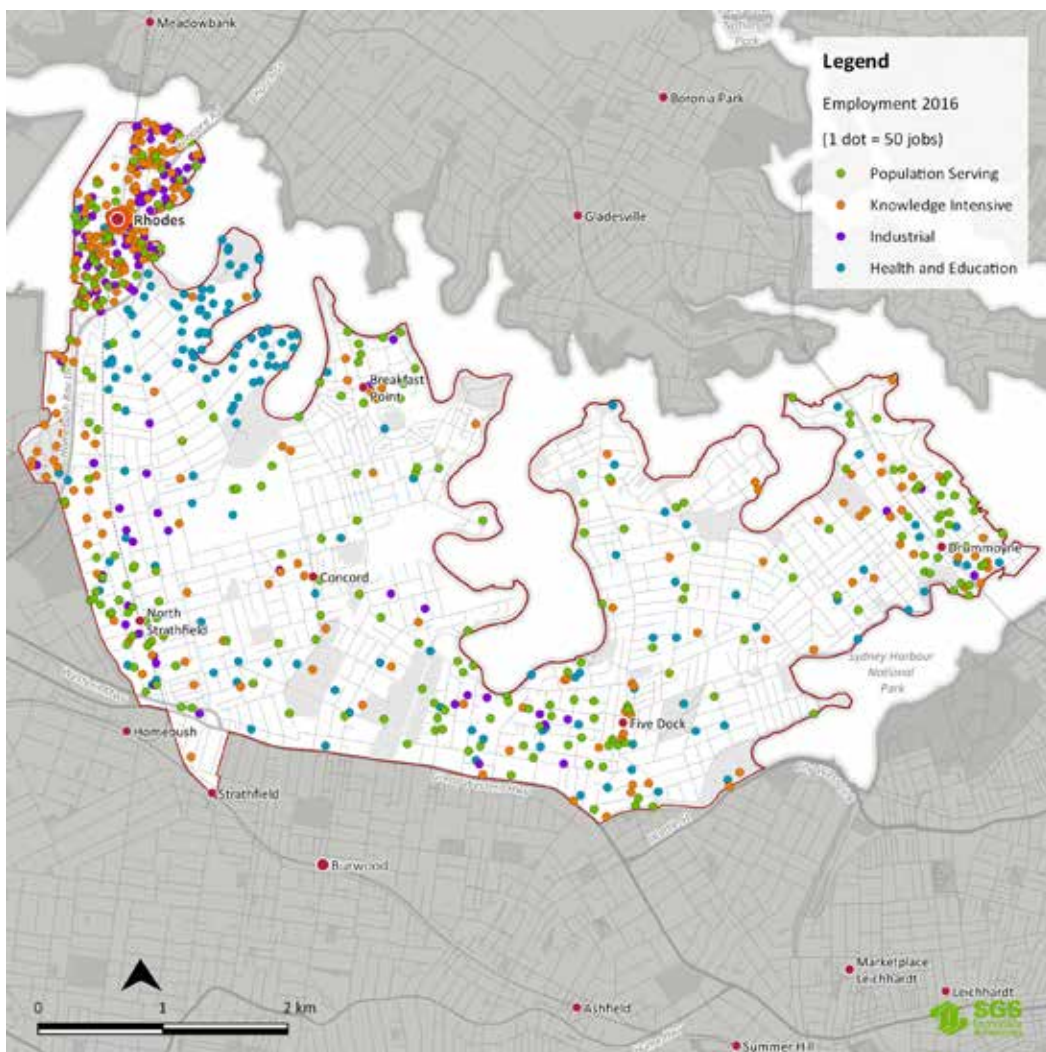 Meadowbank
Legend
Employment 2016
(1 dot = 50 jobs)
Population Serving
Knowledge Intensive
Industrial
Health and Education
Boronia Park
Gladesville
Rhodes
Breakfast
Point
Concord
North
Strathfield
Drummoyne
Sydney Harbour
National
Park
Five Dock
Homebush
Strathfield
Burwood
Marketplace
Leichhardt
Leichhardt
Ashfield
Summer Hill
0 1 2 km
SGS